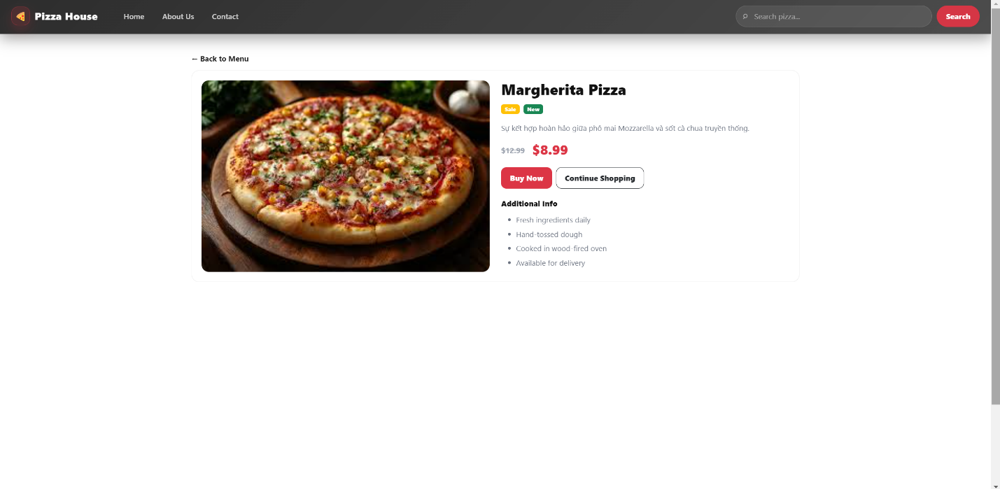 Pizza House
Home
About Us
Contact
Search pizza...
Search
← Back to Menu
Margherita Pizza
Sale
New
Sự kết hợp hoàn hảo giữa phô mai Mozzarella và sốt cà chua truyền thống.
$12.99 $8.99
Buy Now
Continue Shopping
Additional Info
• Fresh ingredients daily
• Hand-tossed dough
• Cooked in wood-fired oven
• Available for delivery